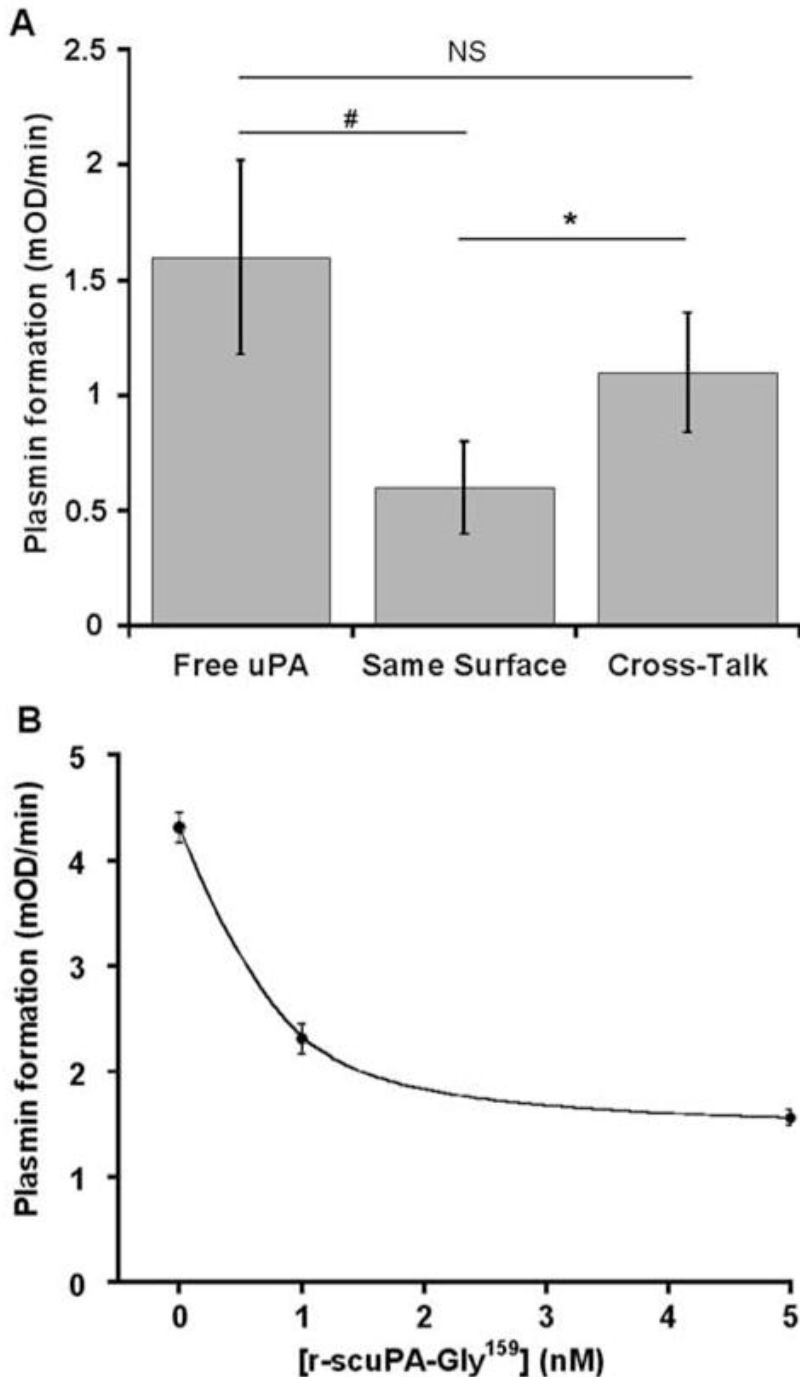 A
NS
#
*
Plasmin formation (mOD/min)
2.5
2
1.5
1
0.5
0
Free uPA Same Surface Cross-Talk
B
Plasmin formation (mOD/min)
5
4
3
2
1
0
0 1 2 3 4 5
[r-scuPA-Gly¹⁵⁹] (nM)